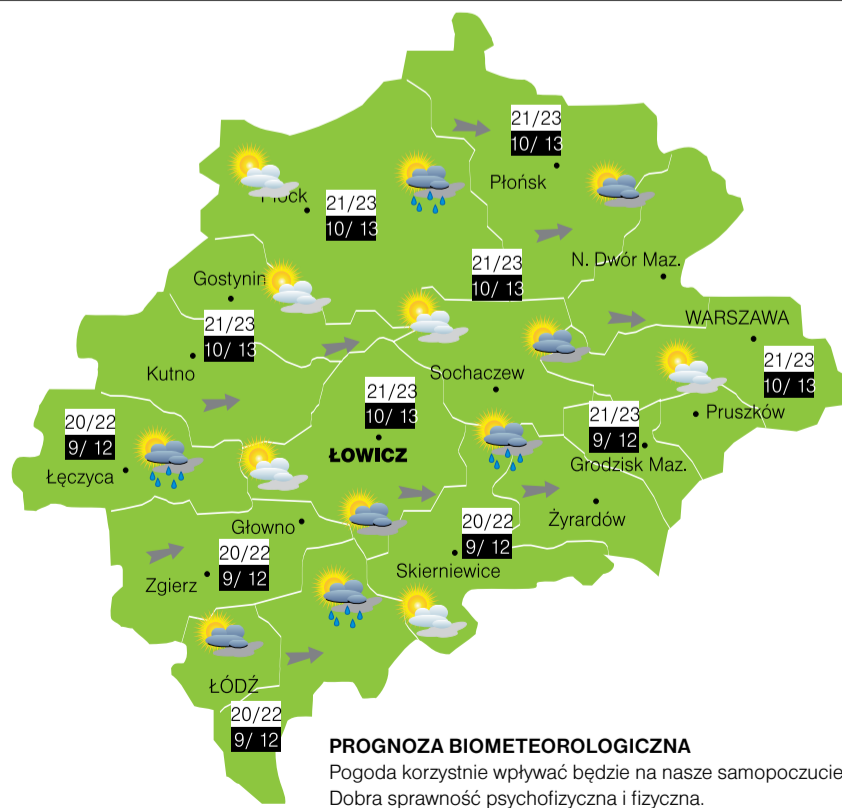 21/23
10/ 13
Płońsk
Płock
21/23
10/ 13
N. Dwór Maz.
21/23
10/ 13
Gostynin
WARSZAWA
21/23
10/ 13
Kutno
21/23
10/ 13
Sochaczew
21/23
10/ 13
ŁOWICZ
Pruszków
21/23
9/ 12
Grodzisk Maz.
20/22
9/ 12
Łęczyca
Żyrardów
Głowno
20/22
9/ 12
Skierniewice
20/22
9/ 12
Zgierz
ŁÓDŹ
20/22
9/ 12
PROGNOZA BIOMETEOROLOGICZNA
Pogoda korzystnie wpływać będzie na nasze samopoczucie
Dobra sprawność psychofizyczna i fizyczna.